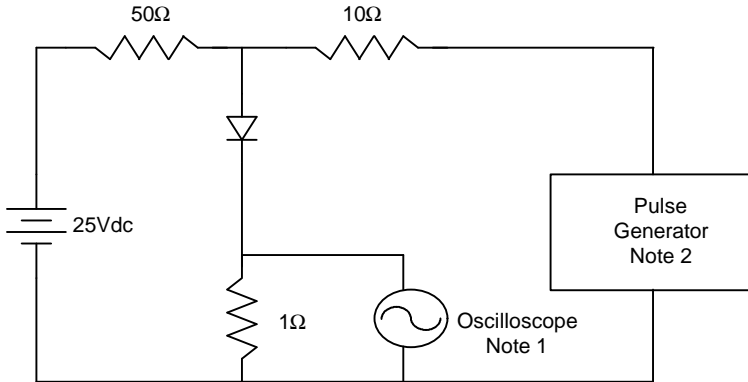 50Ω
10Ω
25Vdc
Pulse
Generator
Note 2
1Ω
Oscilloscope
Note 1